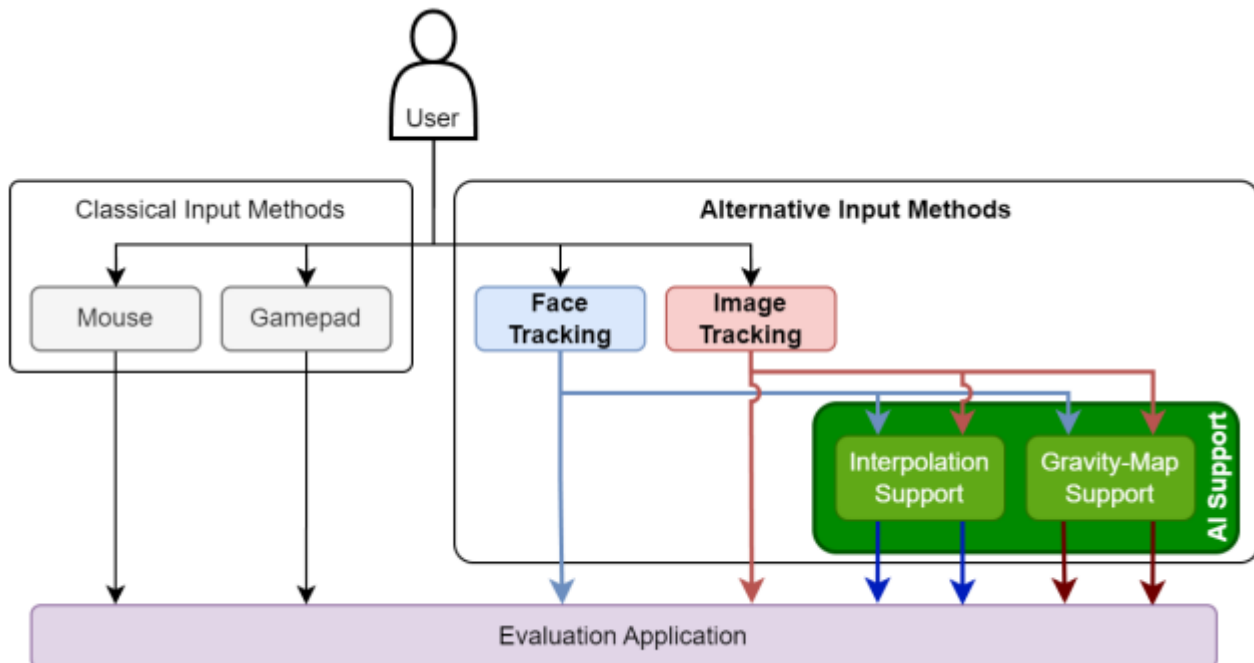 User
Classical Input Methods
Alternative Input Methods
Mouse
Gamepad
Face
Tracking
Image
Tracking
Interpolation
Support
Gravity-Map
Support
AI Support
Evaluation Application